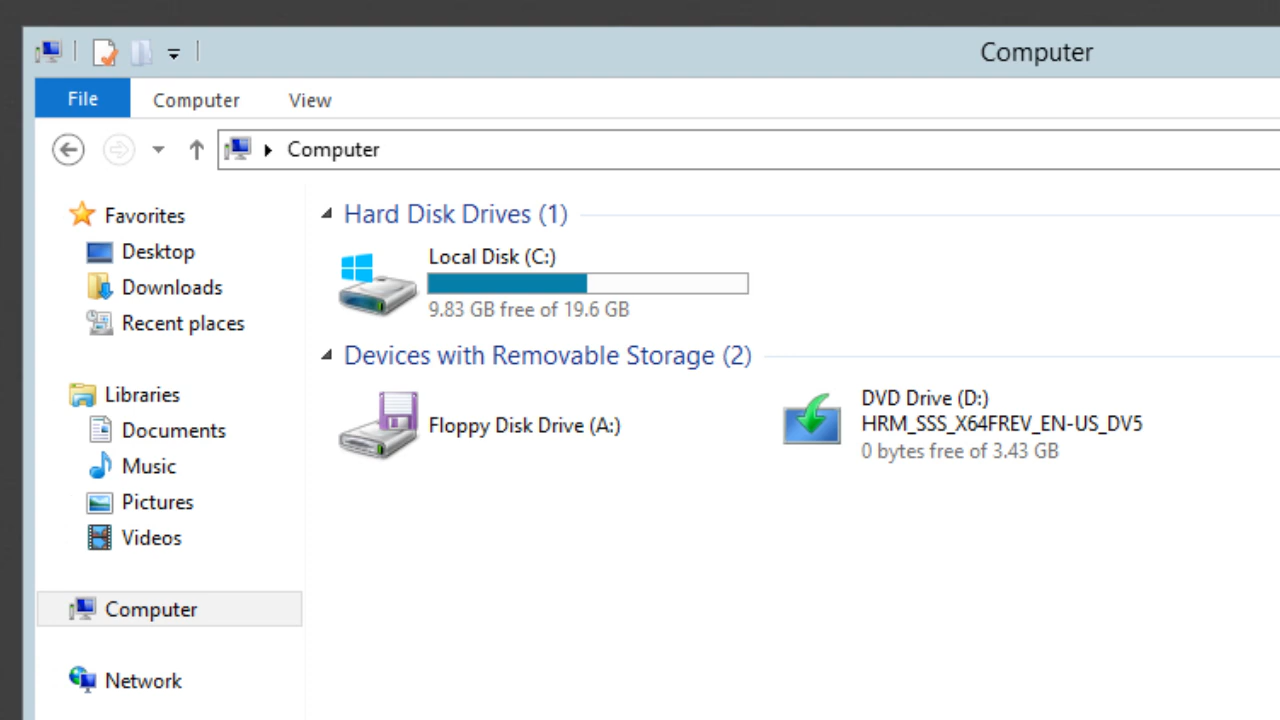 Computer
File
Computer
View
Computer
Favorites
Desktop
Downloads
Recent places
Libraries
Documents
Music
Pictures
Videos
Computer
Network
Hard Disk Drives (1)
Local Disk (C:)
9.83 GB free of 19.6 GB
Devices with Removable Storage (2)
Floppy Disk Drive (A:)
DVD Drive (D:)
HRM_SSS_X64FREV_EN-US_DV5
0 bytes free of 3.43 GB